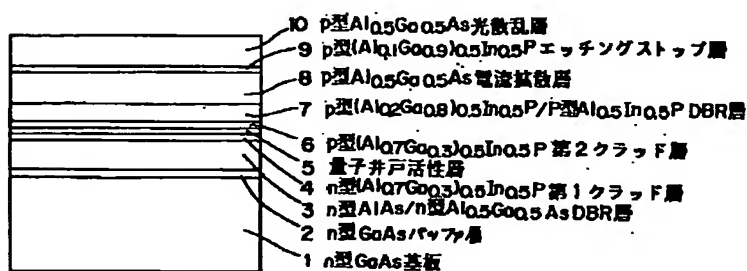 10 p型Al0.5Ga0.5As光散乱層
9 p型(Al0.1Ga0.9)0.5In0.5Pエッチングストップ層
8 p型Al0.5Ga0.5As電流拡散層
7 p型(Al0.2Ga0.8)0.5In0.5P/p型Al0.5In0.5P DBR層
6 p型(Al0.7Ga0.3)0.5In0.5P第2クラッド層
5 量子井戸活性層
4 n型(Al0.7Ga0.3)0.5In0.5P第1クラッド層
3 n型AlAs/n型Al0.5Ga0.5As DBR層
2 n型GaAsバッファ層
1 n型GaAs基板